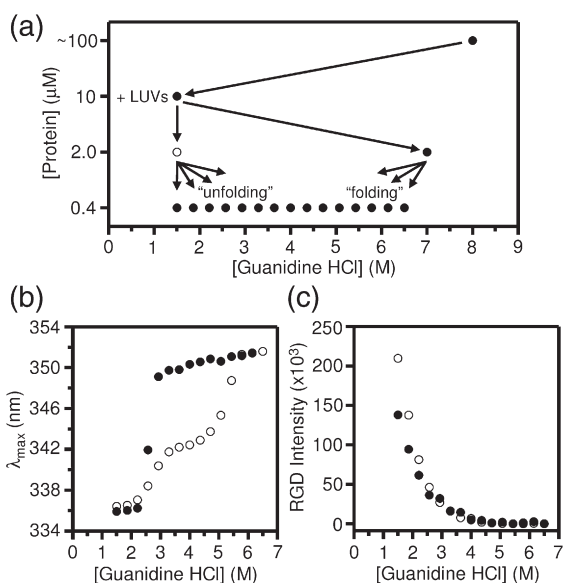 (a)
[Protein] (μM)
~100
10
2.0
0.4
+ LUVs
"unfolding"
"folding"
0 1 2 3 4 5 6 7 8 9
[Guanidine HCl] (M)
(b)
λmax (nm)
354
350
346
342
338
334
0 1 2 3 4 5 6 7
[Guanidine HCl] (M)
(c)
RGD Intensity (x10³)
250
200
150
100
50
0
0 1 2 3 4 5 6 7
[Guanidine HCl] (M)